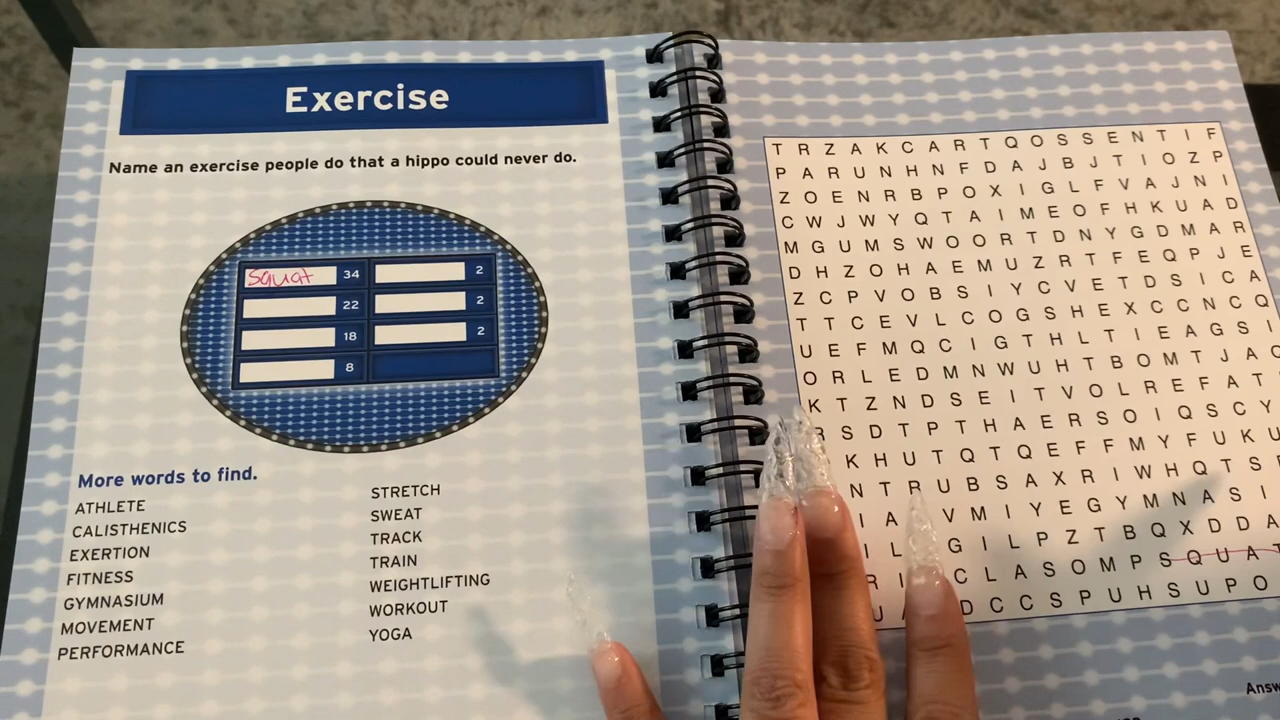 Exercise
Name an exercise people do that a hippo could never do.
Squat 34 2
22 2
18 2
8
More words to find.
ATHLETE
CALISTHENICS
EXERTION
FITNESS
GYMNASIUM
MOVEMENT
PERFORMANCE
STRETCH
SWEAT
TRACK
TRAIN
WEIGHTLIFTING
WORKOUT
YOGA
T R Z A K C A R T Q O S S E N T I F
P A R U N H N F D A J B J T I O Z P
Z O E N R B P O X I G L F V A J N I
C W J W Y Q T A I M E O F H K U A D
M G U M S W O O R T D N Y G D M A R
D H Z O H A E M U Z R T F E Q P J E
Z C P V O B S I Y C V E T D S I C A
T T C E V L C O G S H E X C C N C Q
U E F M Q C I G T H L T I E A G S I
O R L E D M N W U H T B O M T J A C
K T Z N D S E I T V O L R E F A T
R S D T P T H A E R S O I Q S C Y
K H U T Q T Q E F F M Y F U K U
N T R U B S A X R I W H Q T S
I A V M I Y E G Y M N A S I
I L G I L P Z T B Q X D D A
R I C L A S O M P S Q U A T
U D C C S P U H S U P O
Answ